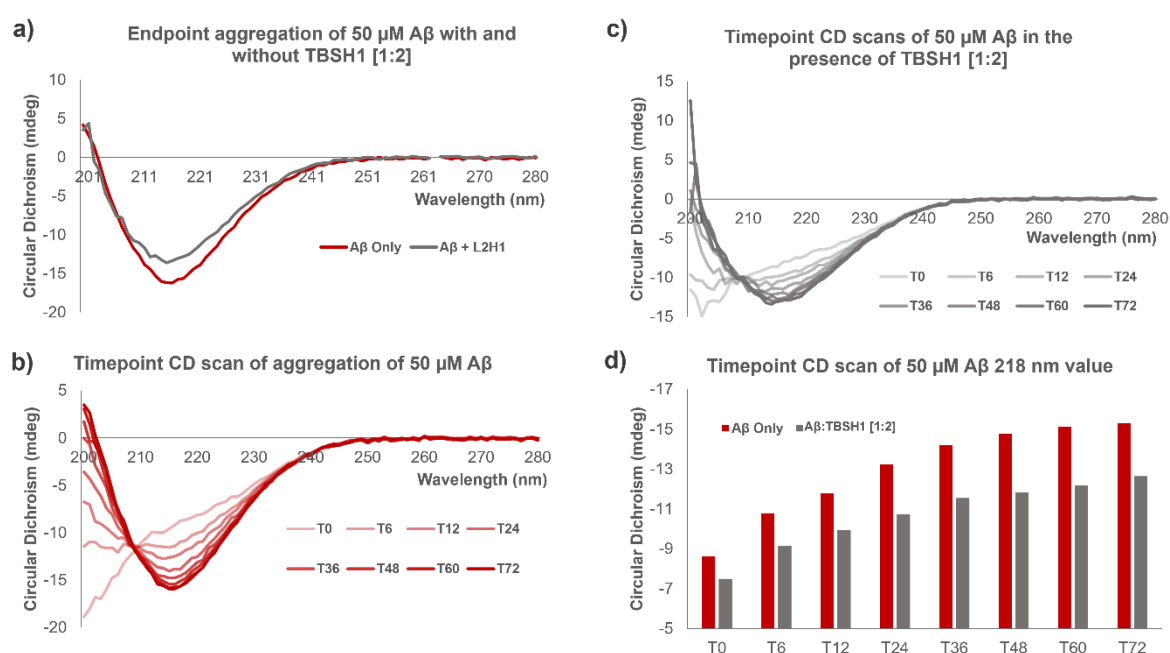 a)
Endpoint aggregation of 50 µM Aβ with and
without TBSH1 [1:2]
Circular Dichroism (mdeg)
10
5
0
-5
-10
-15
-20
201 211 221 231 241 251 261 271 280
Wavelength (nm)
Aβ Only Aβ + L2H1
b)
Timepoint CD scan of aggregation of 50 µM Aβ
Circular Dichroism (mdeg)
5
0
-5
-10
-15
-20
200 210 220 230 240 250 260 270 280
Wavelength (nm)
T0 T6 T12 T24
T36 T48 T60 T72
c)
Timepoint CD scans of 50 µM Aβ in the
presence of TBSH1 [1:2]
Circular Dichroism (mdeg)
15
10
5
0
-5
-10
-15
200 210 220 230 240 250 260 270 280
Wavelength (nm)
T0 T6 T12 T24
T36 T48 T60 T72
d)
Timepoint CD scan of 50 µM Aβ 218 nm value
Circular Dichroism (mdeg)
-17
-15
-13
-11
-9
-7
-5
Aβ Only Aβ:TBSH1 [1:2]
T0 T6 T12 T24 T36 T48 T60 T72